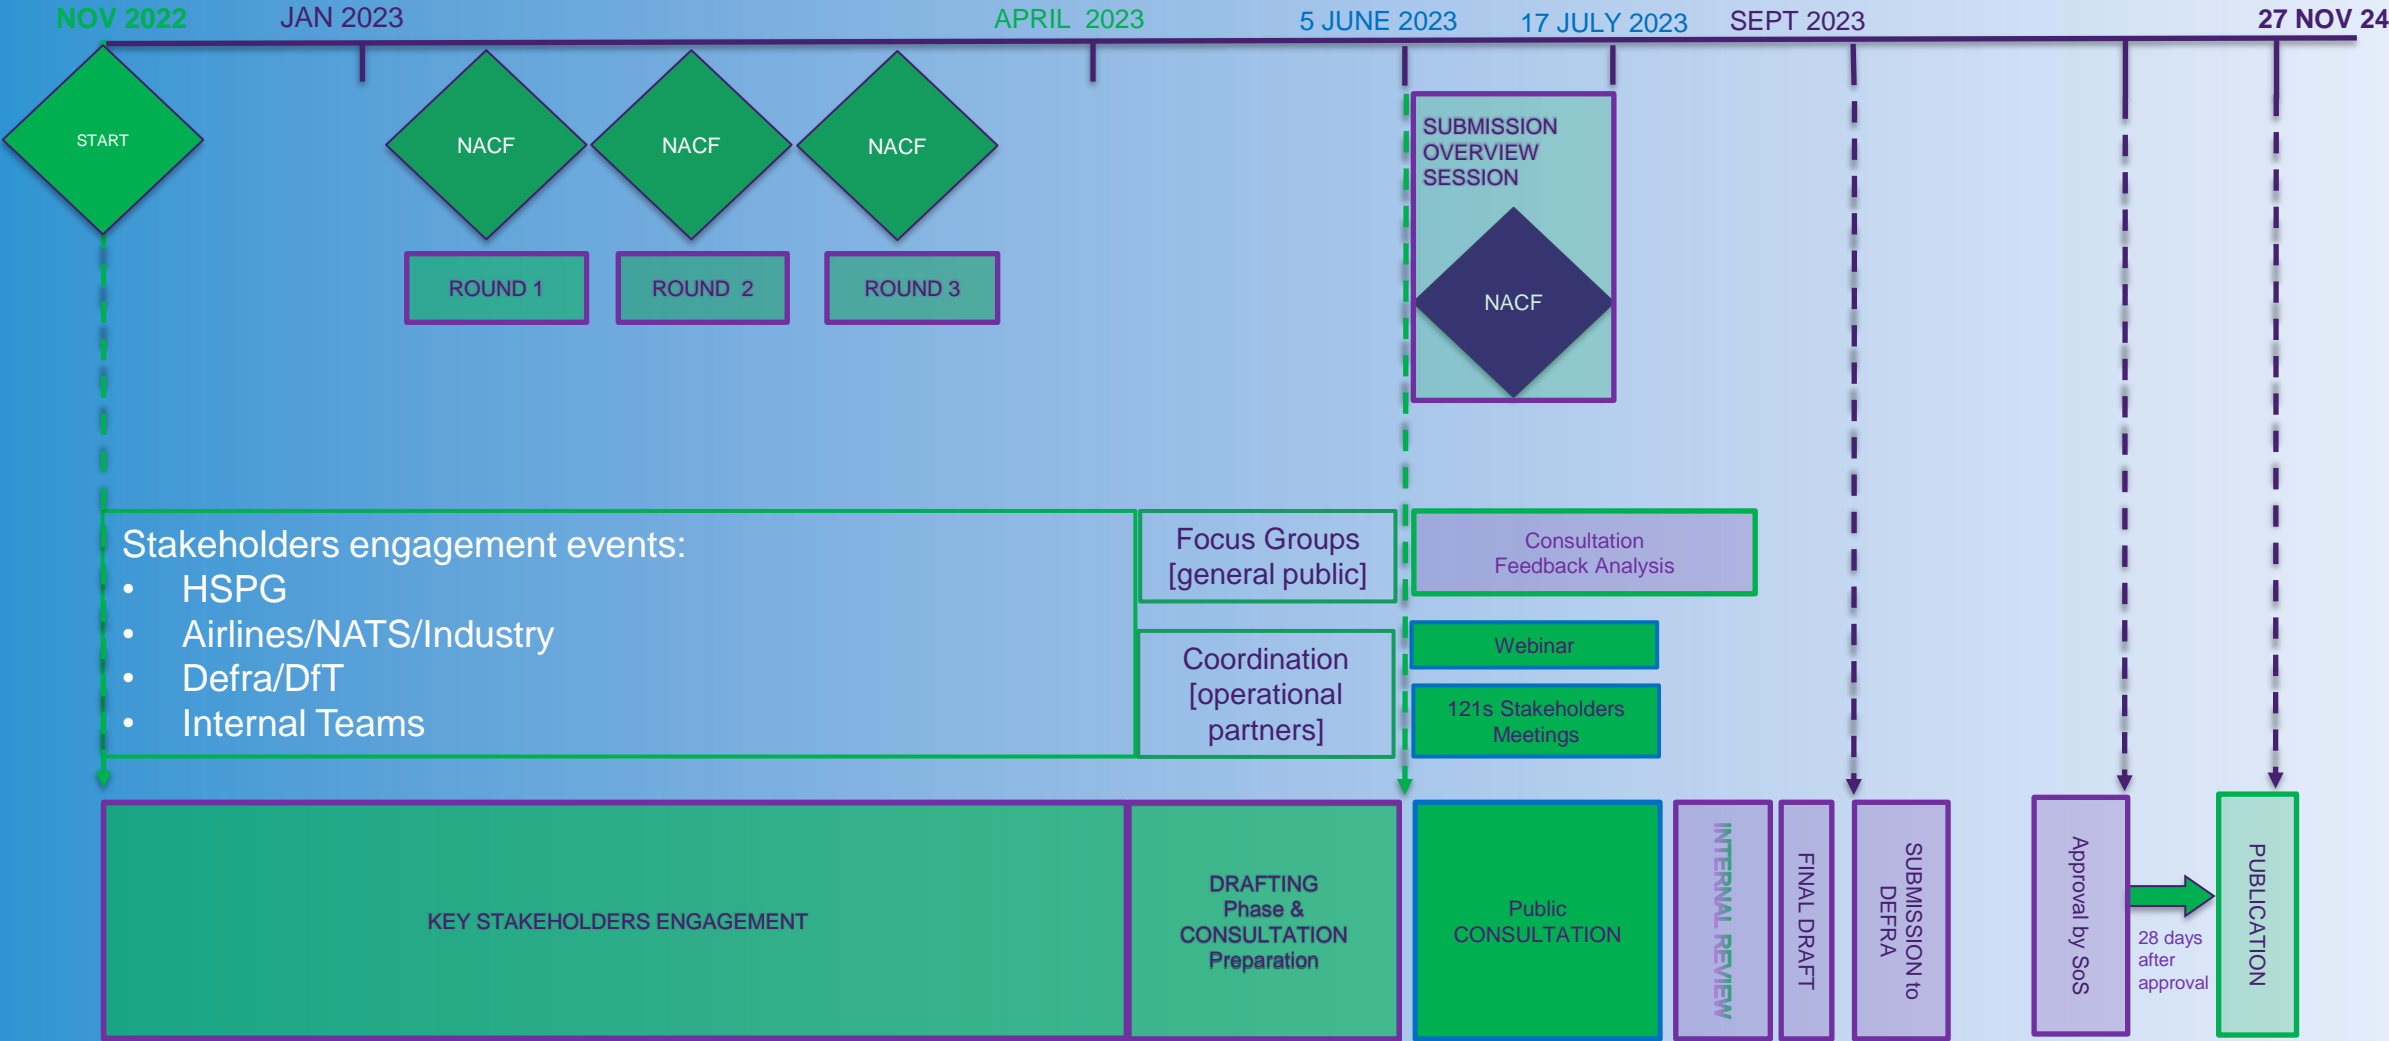 NOV 2022
JAN 2023
APRIL 2023
5 JUNE 2023
17 JULY 2023
SEPT 2023
27 NOV 24
START
NACF
NACF
NACF
ROUND 1
ROUND 2
ROUND 3
SUBMISSION
OVERVIEW
SESSION
NACF
Stakeholders engagement events:
• HSPG
• Airlines/NATS/Industry
• Defra/DfT
• Internal Teams
Focus Groups
[general public]
Coordination
[operational
partners]
Consultation
Feedback Analysis
Webinar
121s Stakeholders
Meetings
KEY STAKEHOLDERS ENGAGEMENT
DRAFTING
Phase &
CONSULTATION
Preparation
Public
CONSULTATION
INTERNAL REVIEW
FINAL DRAFT
SUBMISSION to
DEFRA
Approval by SoS
28 days
after
approval
PUBLICATION